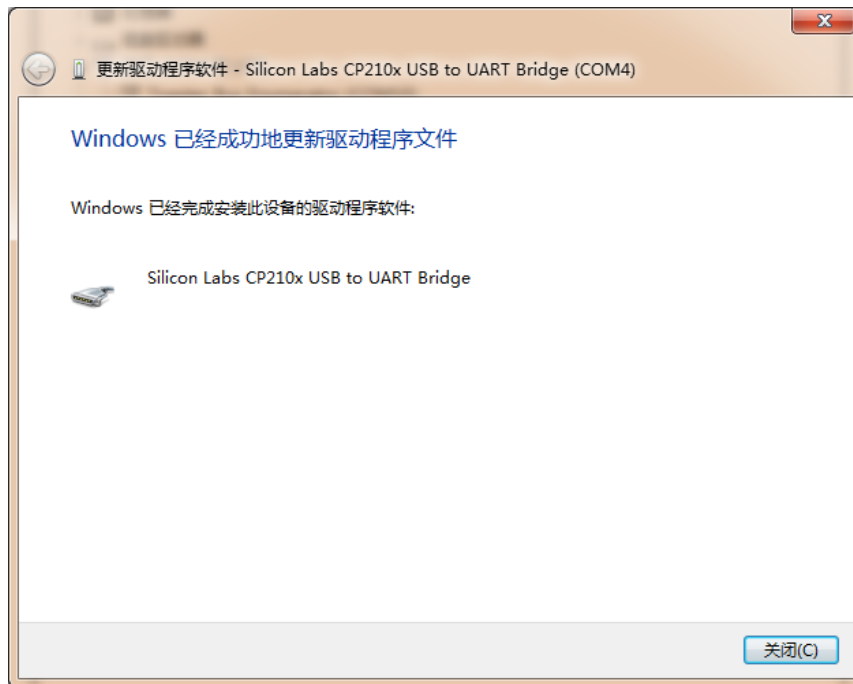 更新驱动程序软件 - Silicon Labs CP210x USB to UART Bridge (COM4)
Windows 已经成功地更新驱动程序文件
Windows 已经完成安装此设备的驱动程序软件:
Silicon Labs CP210x USB to UART Bridge
关闭(C)